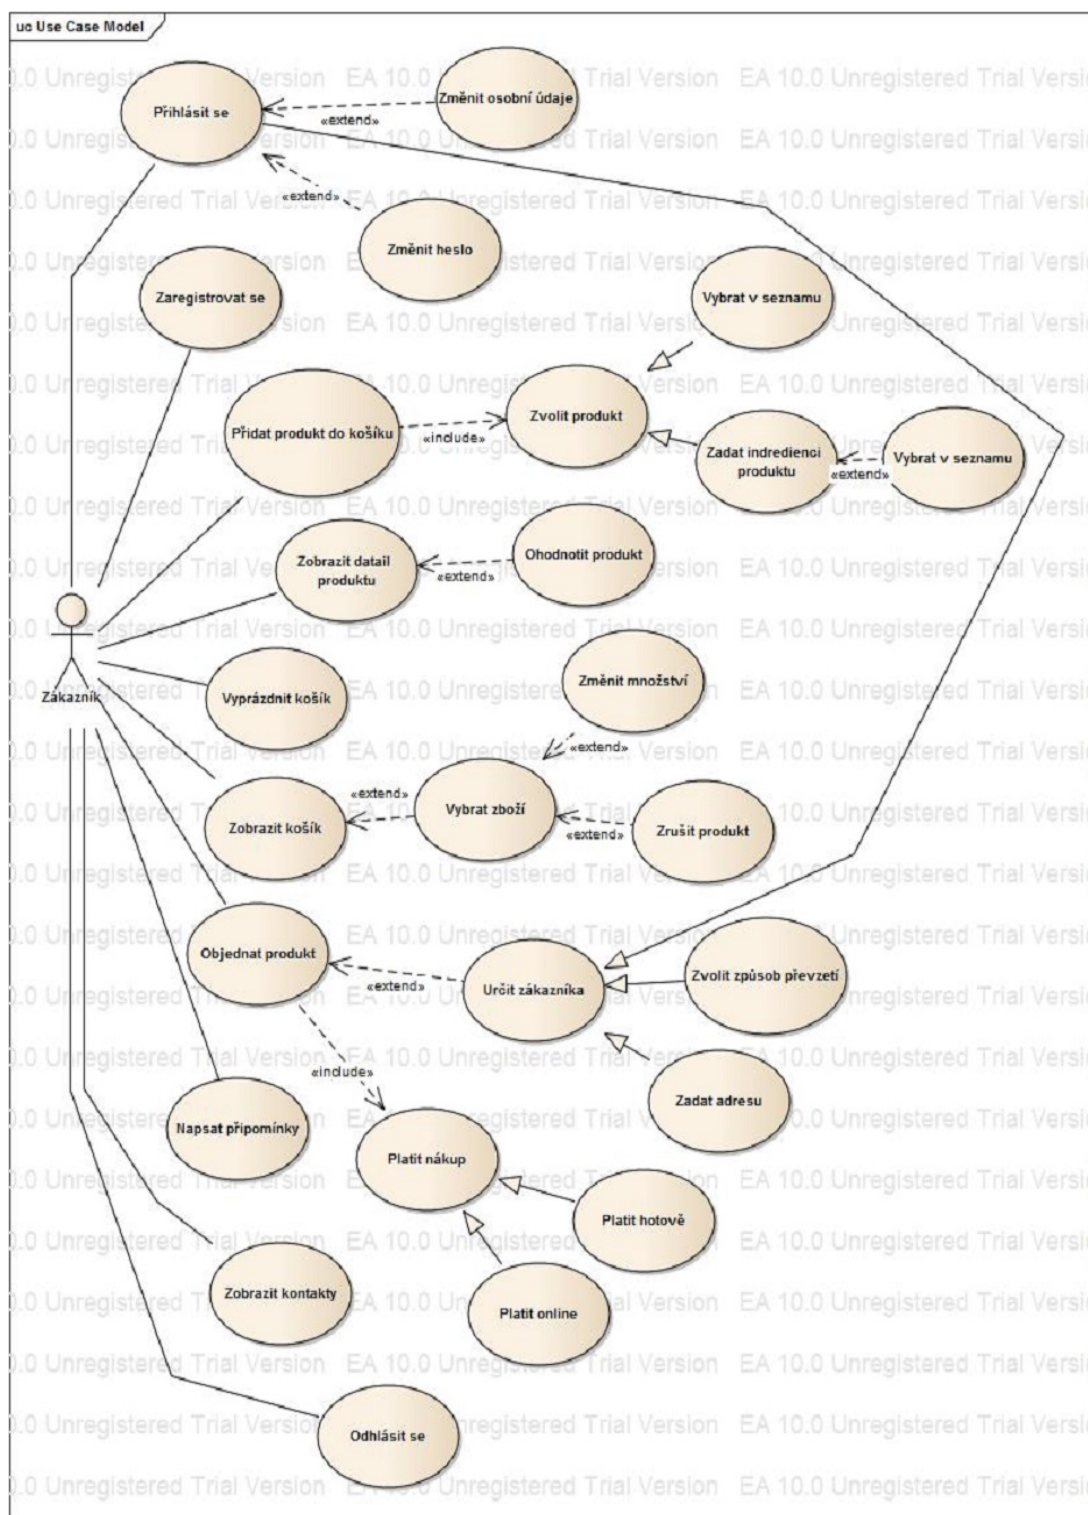 uc Use Case Model
Přihlásit se
Změnit osobní údaje
«extend»
«extend»
Změnit heslo
Zaregistrovat se
Vybrat v seznamu
Přidat produkt do košíku
«include»
Zvolit produkt
Zadat indredienci
produktu
«extend»
Vybrat v seznamu
Zobrazit datail
produktu
«extend»
Ohodnotit produkt
Změnit množství
Zákazník
Vyprázdnit košík
«extend»
«extend»
Zobrazit košík
Vybrat zboží
«extend»
Zrušit produkt
Objednat produkt
«extend»
Určit zákazníka
Zvolit způsob převzetí
«include»
Zadat adresu
Napsat připomínky
Platit nákup
Platit hotově
Zobrazit kontakty
Platit online
Odhlásit se
EA 10.0 Unregistered Trial Version